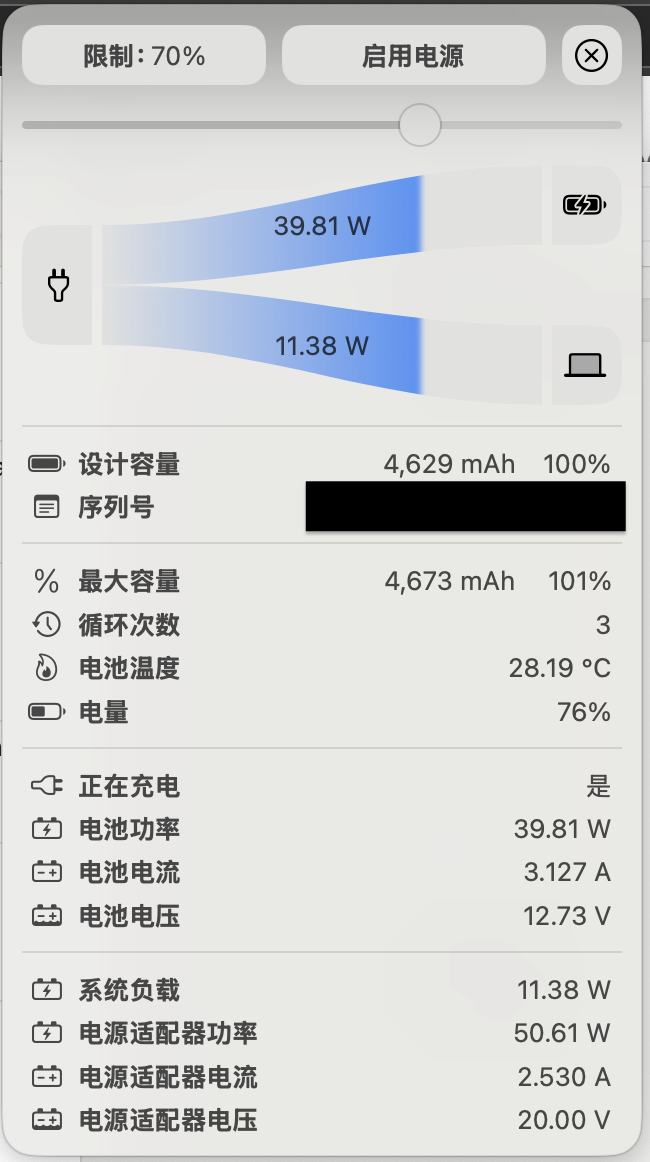 限制：70%
启用电源
39.81 W
11.38 W
设计容量 4,629 mAh 100%
序列号
最大容量 4,673 mAh 101%
循环次数 3
电池温度 28.19 °C
电量 76%
正在充电 是
电池功率 39.81 W
电池电流 3.127 A
电池电压 12.73 V
系统负载 11.38 W
电源适配器功率 50.61 W
电源适配器电流 2.530 A
电源适配器电压 20.00 V